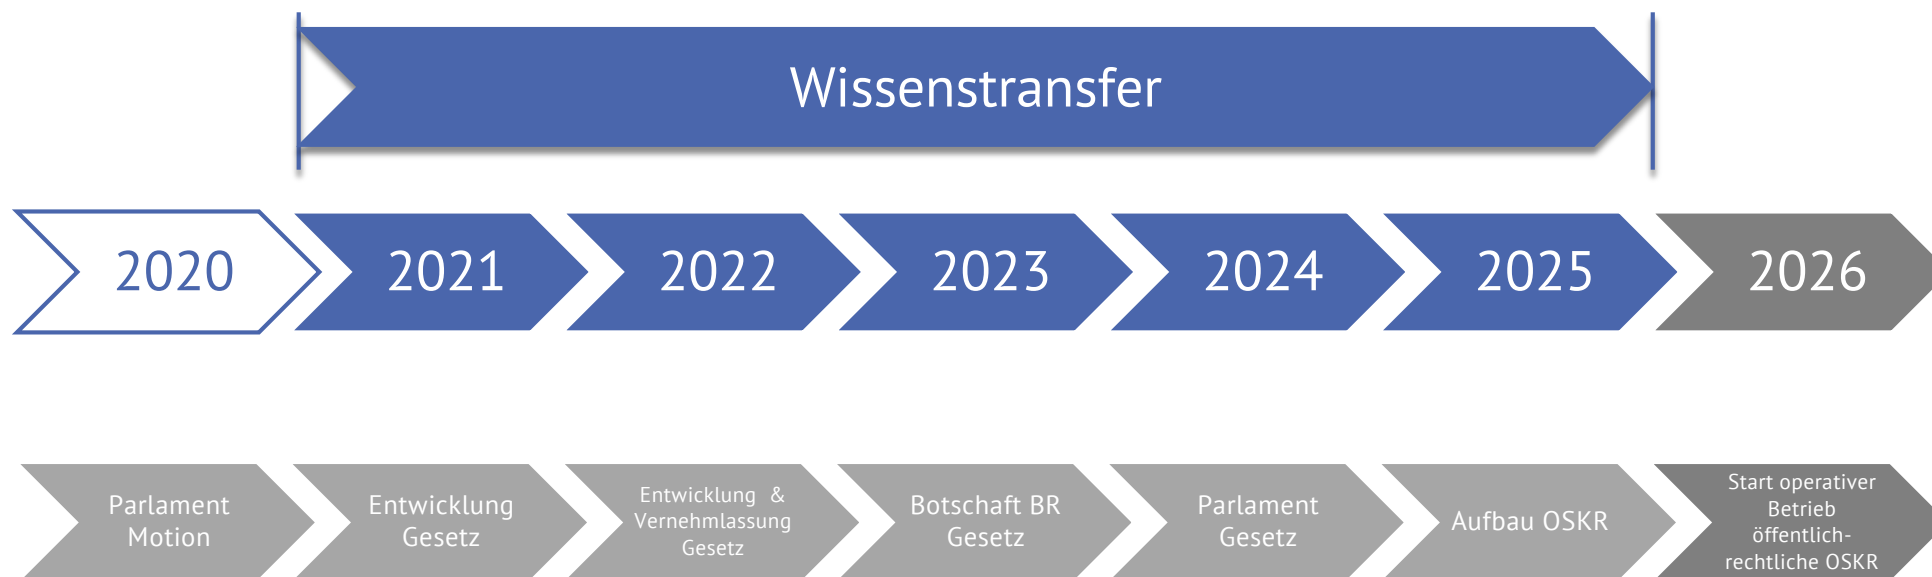 Wissenstransfer
2020
2021
2022
2023
2024
2025
2026
Parlament
Motion
Entwicklung
Gesetz
Entwicklung &
Vernehmlassung
Gesetz
Botschaft BR
Gesetz
Parlament
Gesetz
Aufbau OSKR
Start operativer
Betrieb
öffentlich-
rechtliche OSKR